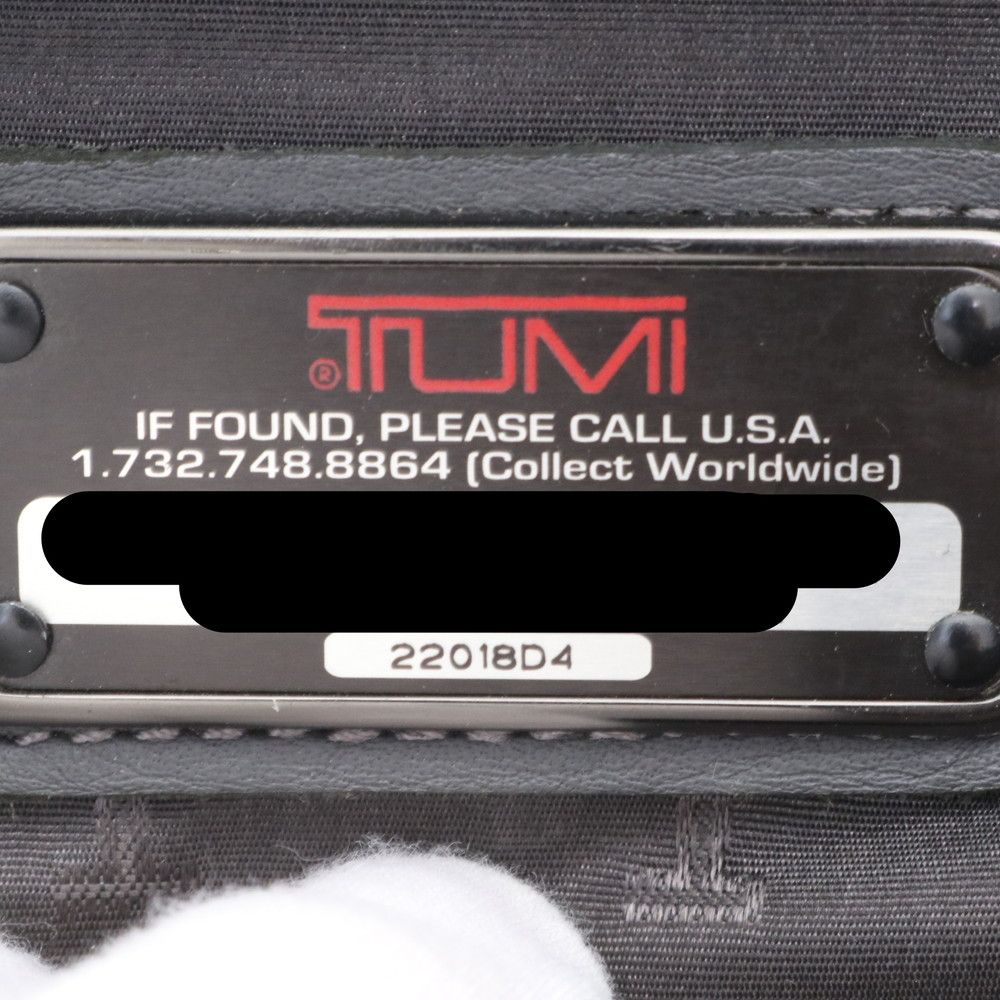 TUMI
®
IF FOUND, PLEASE CALL U.S.A.
1.732.748.8864 (Collect Worldwide)
22018D4